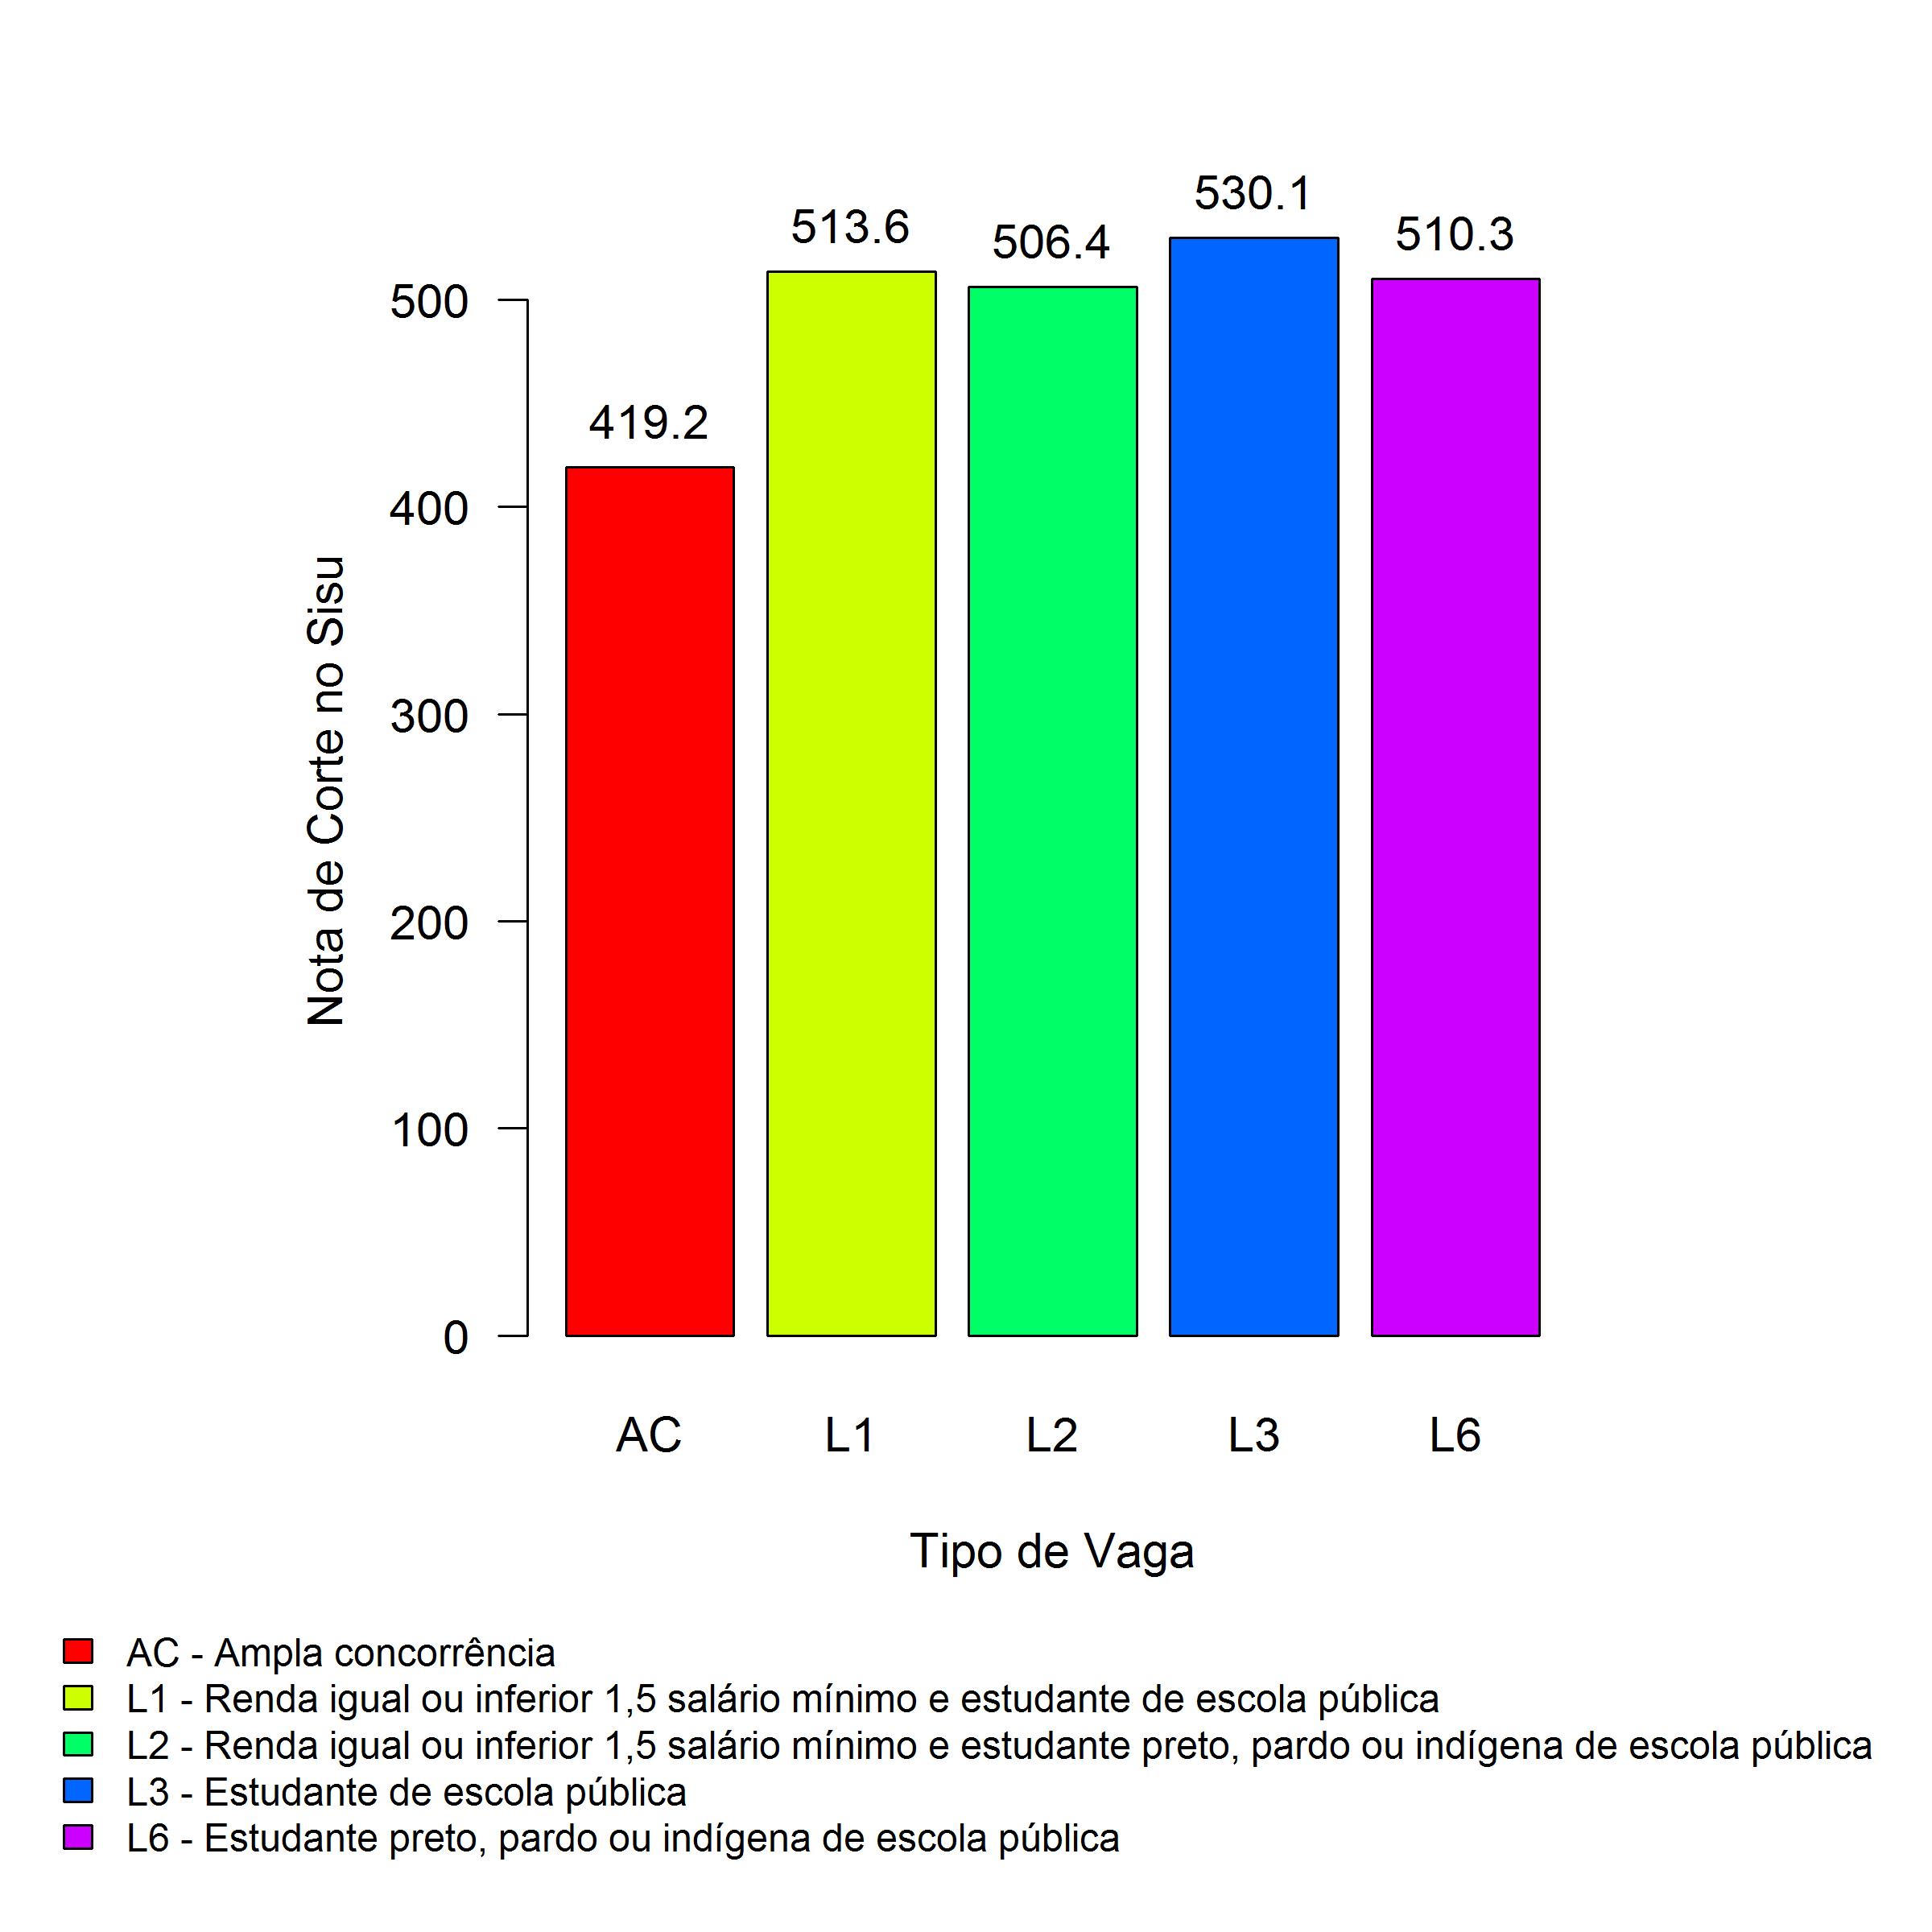 530.1
513.6
510.3
506.4
500
419.2
400
300
200
100
0
Nota de Corte no Sisu
AC L1 L2 L3 L6
Tipo de Vaga
AC - Ampla concorrência
L1 - Renda igual ou inferior 1,5 salário mínimo e estudante de escola pública
L2 - Renda igual ou inferior 1,5 salário mínimo e estudante preto, pardo ou indígena de escola pública
L3 - Estudante de escola pública
L6 - Estudante preto, pardo ou indígena de escola pública